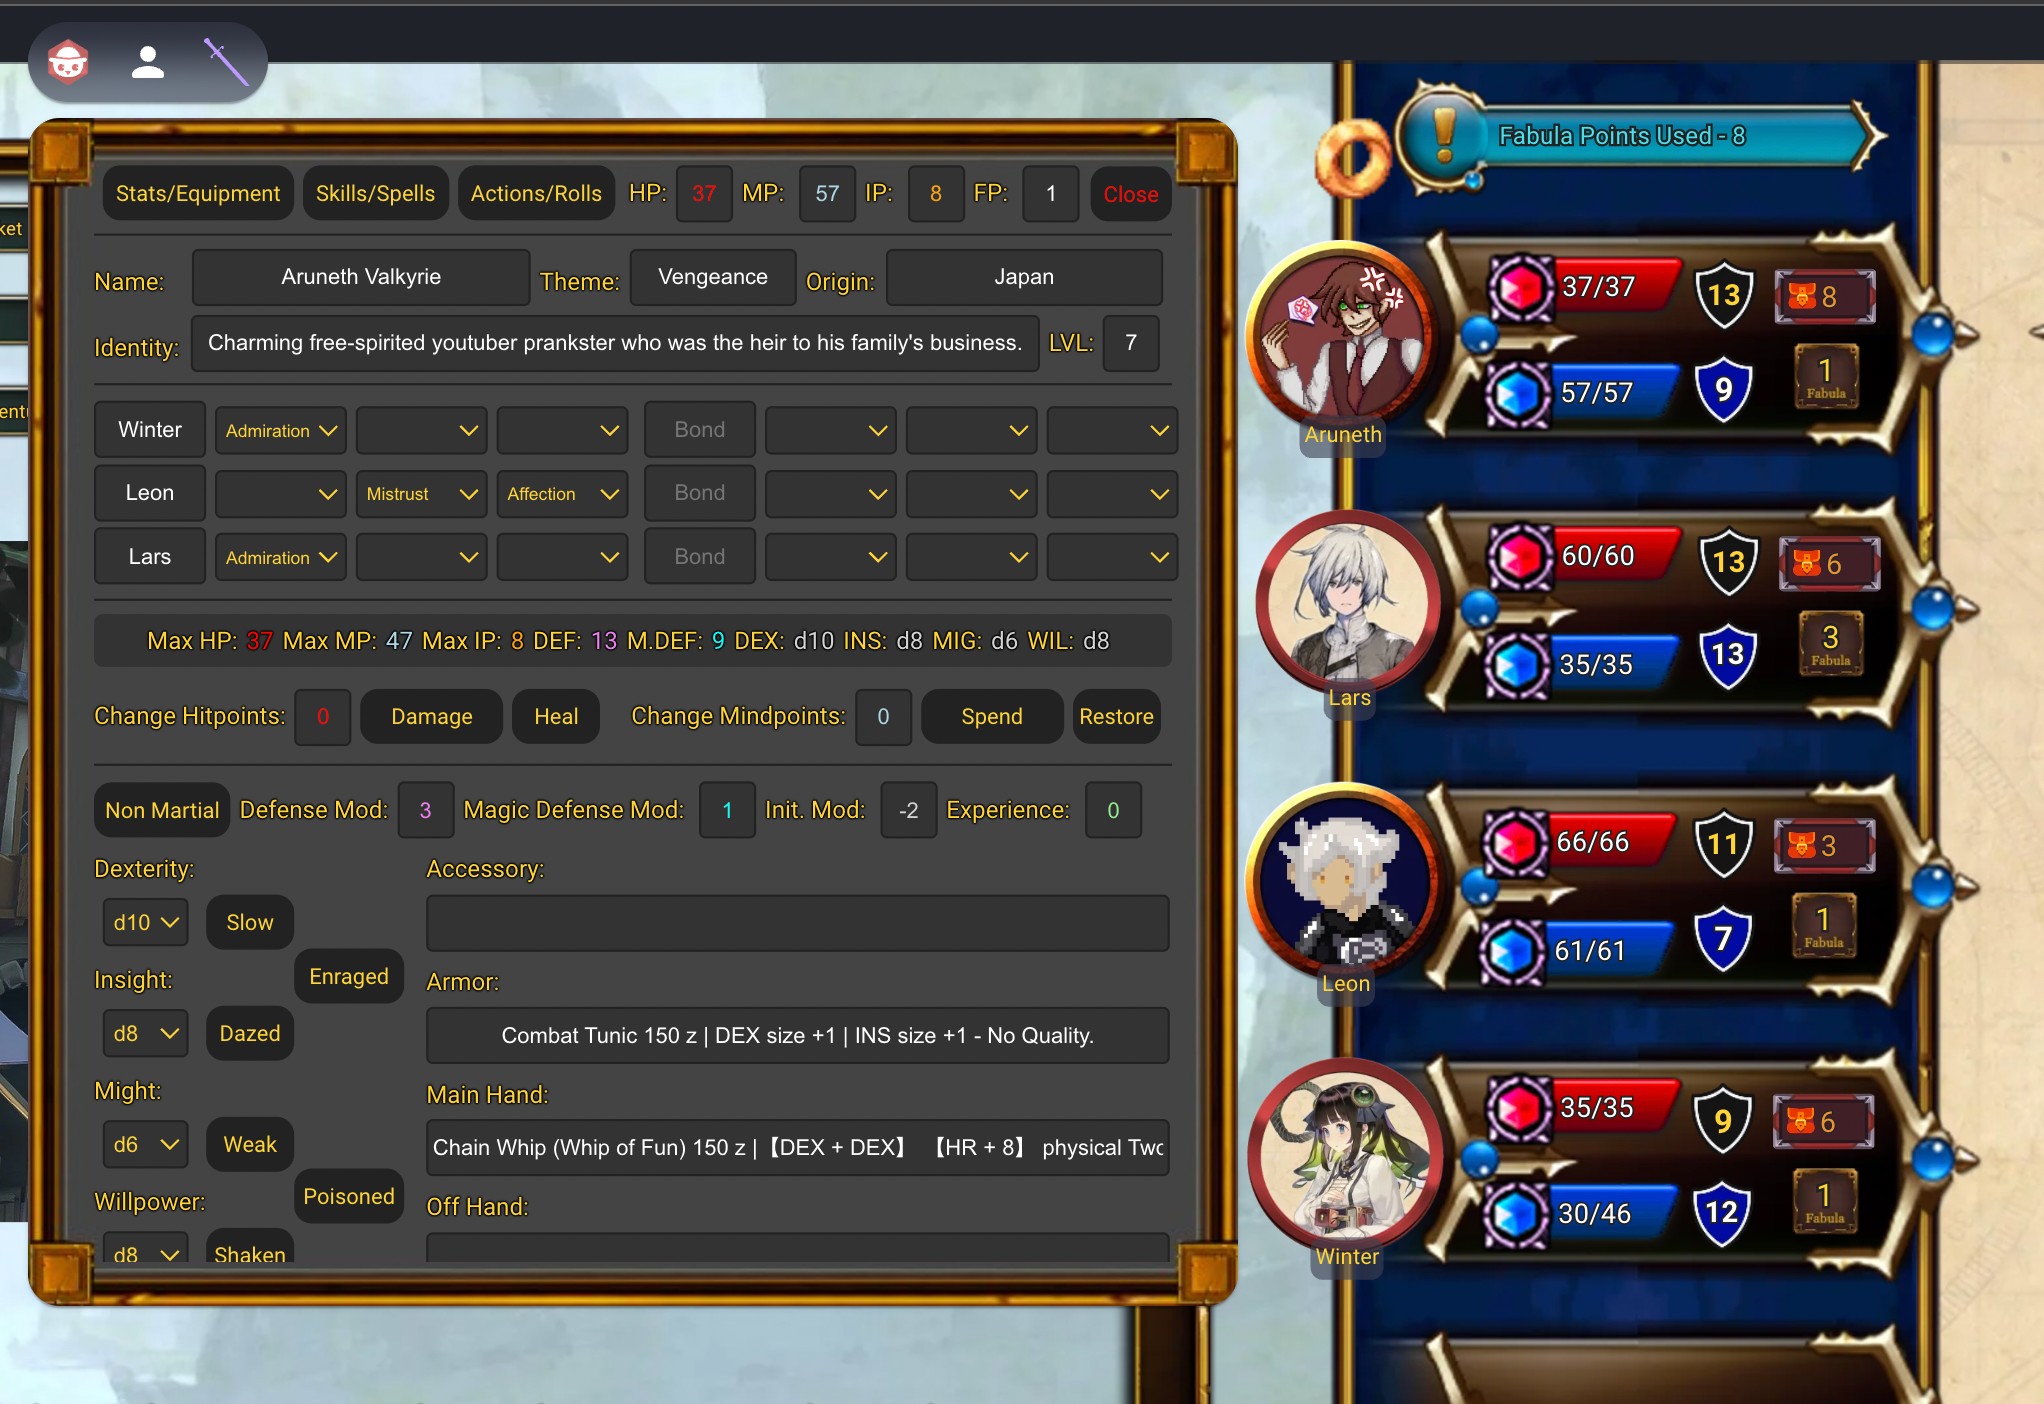 Fabula Points Used - 8
Stats/Equipment Skills/Spells Actions/Rolls HP: 37 MP: 57 IP: 8 FP: 1 Close
Name: Aruneth Valkyrie Theme: Vengeance Origin: Japan
Identity: Charming free-spirited youtuber prankster who was the heir to his family's business. LVL: 7
Winter Admiration Bond
Leon Mistrust Affection Bond
Lars Admiration Bond
Max HP: 37 Max MP: 47 Max IP: 8 DEF: 13 M.DEF: 9 DEX: d10 INS: d8 MIG: d6 WIL: d8
Change Hitpoints: 0 Damage Heal Change Mindpoints: 0 Spend Restore
Non Martial Defense Mod: 3 Magic Defense Mod: 1 Init. Mod: -2 Experience: 0
Dexterity:
d10 Slow
Insight:
Enraged
d8 Dazed
Might:
d6 Weak
Willpower:
Poisoned
d8 Shaken
Accessory:
Armor:
Combat Tunic 150 z | DEX size +1 | INS size +1 - No Quality.
Main Hand:
Chain Whip (Whip of Fun) 150 z |【DEX + DEX】 【HR + 8】 physical Twc
Off Hand:
37/37 13 8
57/57 9 1
Fabula
Aruneth
60/60 13 6
35/35 13 3
Fabula
Lars
66/66 11 3
61/61 7 1
Fabula
Leon
35/35 9 6
30/46 12 1
Fabula
Winter